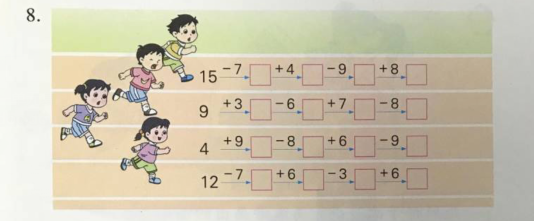 8.
15 −7 □ +4 □ −9 □ +8 □
9 +3 □ −6 □ +7 □ −8 □
4 +9 □ −8 □ +6 □ −9 □
12 −7 □ +6 □ −3 □ +6 □